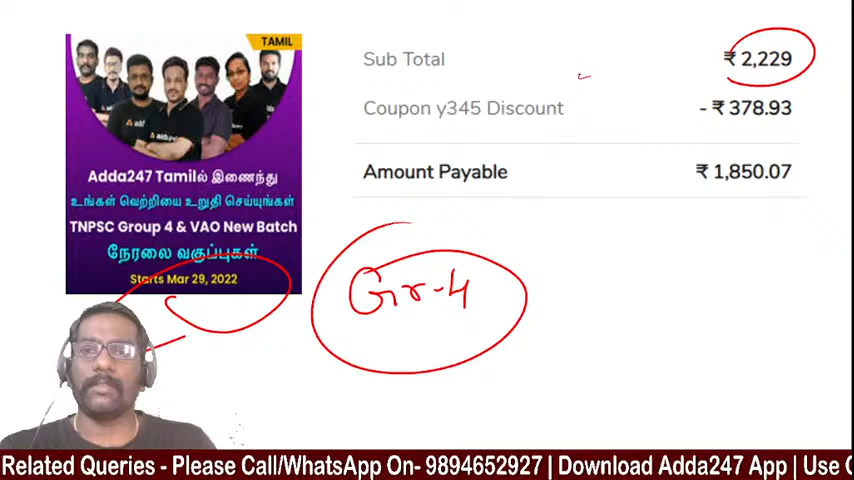 TAMIL
Adda247 Tamilல் இணைந்து
உங்கள் வெற்றியை உறுதி செய்யுங்கள்
TNPSC Group 4 & VAO New Batch
நேரலை வகுப்புகள்
Starts Mar 29, 2022
Sub Total ₹ 2,229
Coupon y345 Discount - ₹ 378.93
Amount Payable ₹ 1,850.07
Gr-4
Related Queries - Please Call/WhatsApp On- 9894652927 | Download Adda247 App | Use